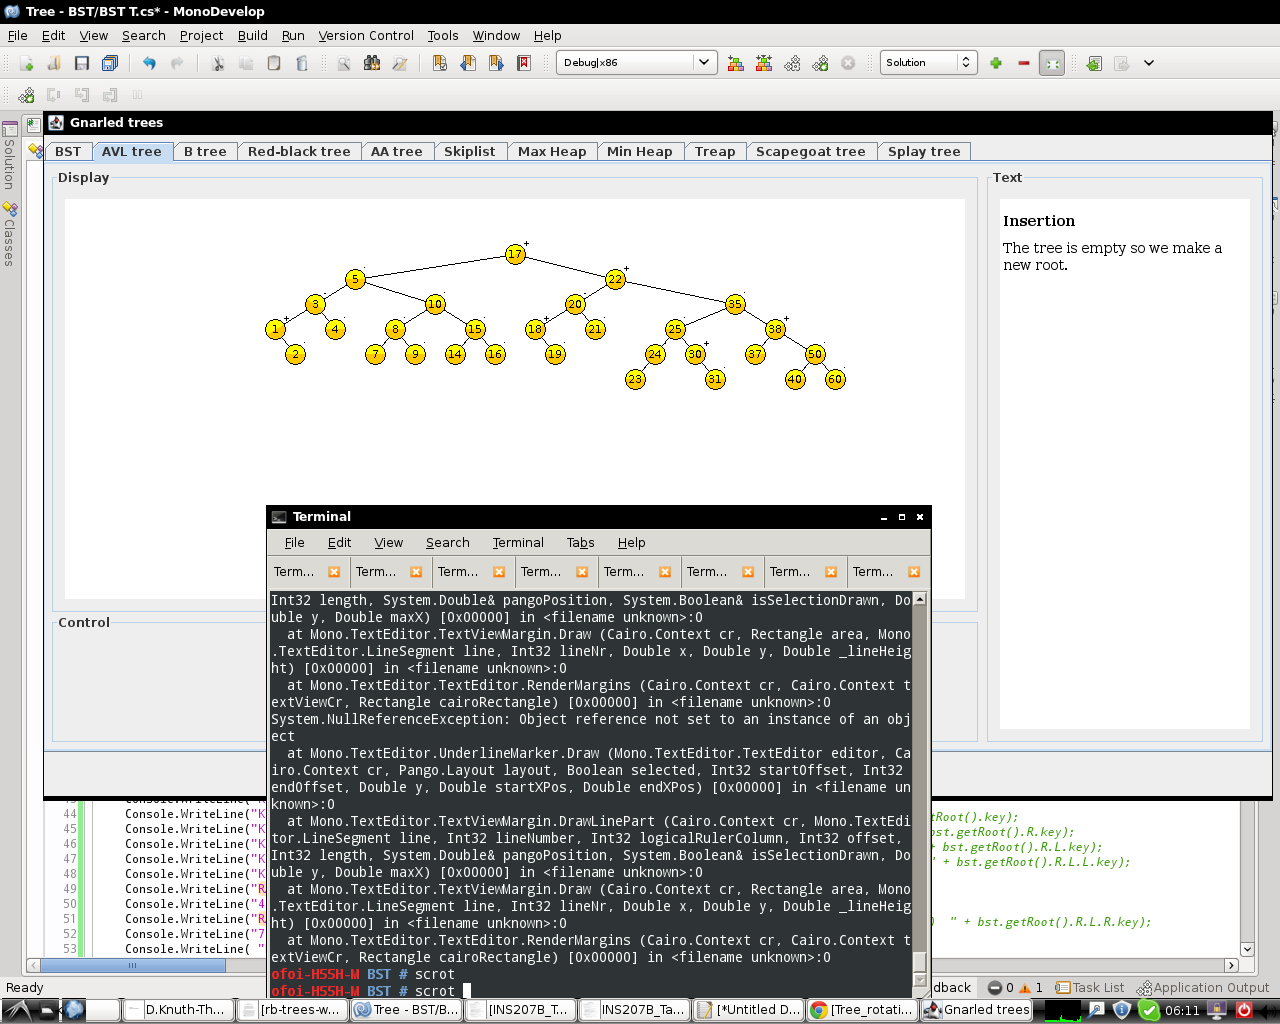 Tree - BST/BST T.cs* - MonoDevelop
File Edit View Search Project Build Run Version Control Tools Window Help
Debug|x86
Solution
Gnarled trees
Solution
Classes
BST AVL tree B tree Red-black tree AA tree Skiplist Max Heap Min Heap Treap Scapegoat tree Splay tree
Display
Text
Insertion
The tree is empty so we make a
new root.
17
5 22
3 10 20 35
1 4 8 15 18 21 25 38
2 7 9 14 16 19 24 30 37 50
23 31 40 60
Control
Terminal
File Edit View Search Terminal Tabs Help
Term... Term... Term... Term... Term... Term... Term... Term...
Int32 length, System.Double& pangoPosition, System.Boolean& isSelectionDrawn, Do
uble y, Double maxX) [0x00000] in <filename unknown>:0
at Mono.TextEditor.TextViewMargin.Draw (Cairo.Context cr, Rectangle area, Mono
.TextEditor.LineSegment line, Int32 lineNr, Double x, Double y, Double _lineHeig
ht) [0x00000] in <filename unknown>:0
at Mono.TextEditor.TextEditor.RenderMargins (Cairo.Context cr, Cairo.Context t
extViewCr, Rectangle cairoRectangle) [0x00000] in <filename unknown>:0
System.NullReferenceException: Object reference not set to an instance of an obj
ect
at Mono.TextEditor.UnderlineMarker.Draw (Mono.TextEditor.TextEditor editor, Ca
iro.Context cr, Pango.Layout layout, Boolean selected, Int32 startOffset, Int32
endOffset, Double y, Double startXPos, Double endXPos) [0x00000] in <filename un
known>:0
at Mono.TextEditor.TextViewMargin.DrawLinePart (Cairo.Context cr, Mono.TextEdi
tor.LineSegment line, Int32 lineNumber, Int32 logicalRulerColumn, Int32 offset,
Int32 length, System.Double& pangoPosition, System.Boolean& isSelectionDrawn, Do
uble y, Double maxX) [0x00000] in <filename unknown>:0
at Mono.TextEditor.TextViewMargin.Draw (Cairo.Context cr, Rectangle area, Mono
.TextEditor.LineSegment line, Int32 lineNr, Double x, Double y, Double _lineHeig
ht) [0x00000] in <filename unknown>:0
at Mono.TextEditor.TextEditor.RenderMargins (Cairo.Context cr, Cairo.Context t
extViewCr, Rectangle cairoRectangle) [0x00000] in <filename unknown>:0
ofoi-H55H-M BST # scrot
ofoi-H55H-M BST # scrot
44 Console.WriteLine("K tRoot().key);
45 Console.WriteLine("K bst.getRoot().R.key);
46 Console.WriteLine("K + bst.getRoot().R.L.key);
47 Console.WriteLine("K " + bst.getRoot().R.L.L.key);
48 Console.WriteLine("K
49 Console.WriteLine("R
50 Console.WriteLine("4
51 Console.WriteLine("R ) " + bst.getRoot().R.L.R.key);
52 Console.WriteLine("7
53 Console.WriteLine( "
Ready
dback 0 1 Task List Application Output
D.Knuth-Th... [rb-trees-w... Tree - BST/B... [INS207B_T... INS207B_Ta... [*Untitled D... [Tree_rotati... Gnarled trees 06:11